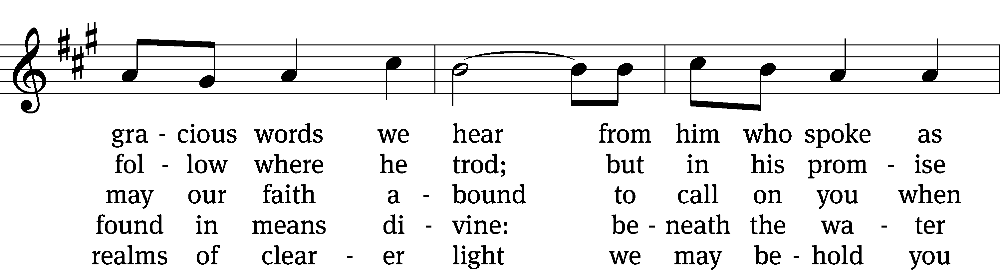 gra - cious words we hear from him who spoke as
fol - low where he trod; but in his prom - ise
may our faith a - bound to call on you when
found in means di - vine: be - neath the wa - ter
realms of clear - er light we may be - hold you